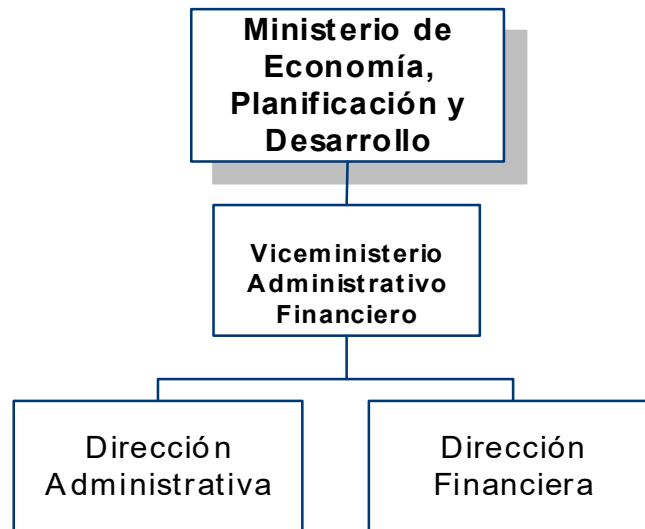 Ministerio de
Economía,
Planificación y
Desarrollo
Viceministerio
Administrativo
Financiero
Dirección
Administrativa
Dirección
Financiera